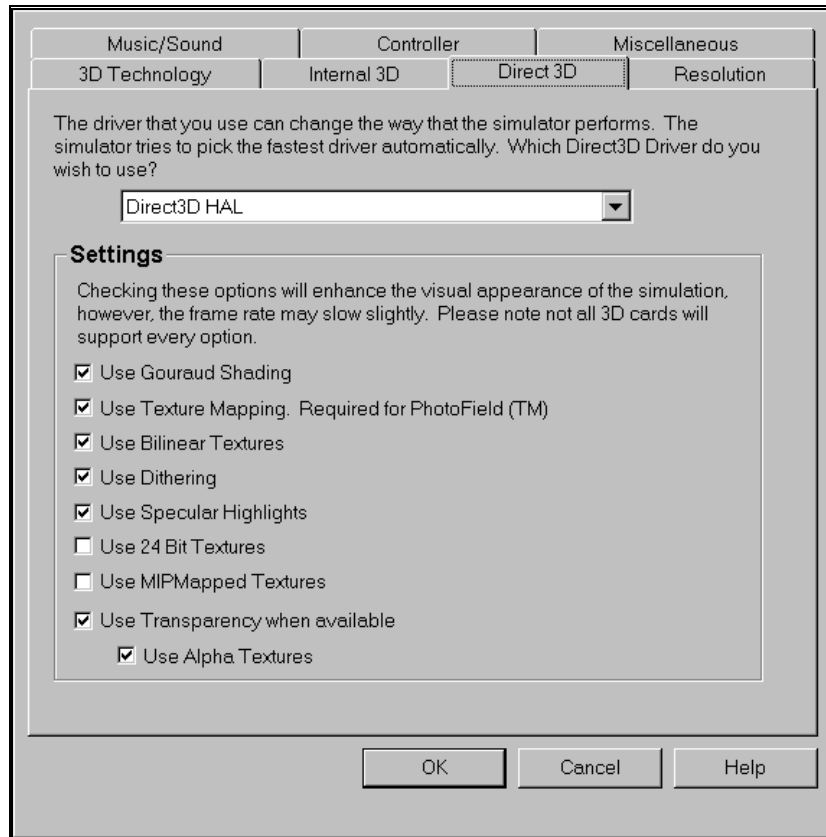 Music/Sound Controller Miscellaneous
3D Technology Internal 3D Direct 3D Resolution
The driver that you use can change the way that the simulator performs. The
simulator tries to pick the fastest driver automatically. Which Direct3D Driver do you
wish to use?
Direct3D HAL
Settings
Checking these options will enhance the visual appearance of the simulation,
however, the frame rate may slow slightly. Please note not all 3D cards will
support every option.
Use Gouraud Shading
Use Texture Mapping. Required for PhotoField (TM)
Use Bilinear Textures
Use Dithering
Use Specular Highlights
Use 24 Bit Textures
Use MIPMapped Textures
Use Transparency when available
Use Alpha Textures
OK Cancel Help